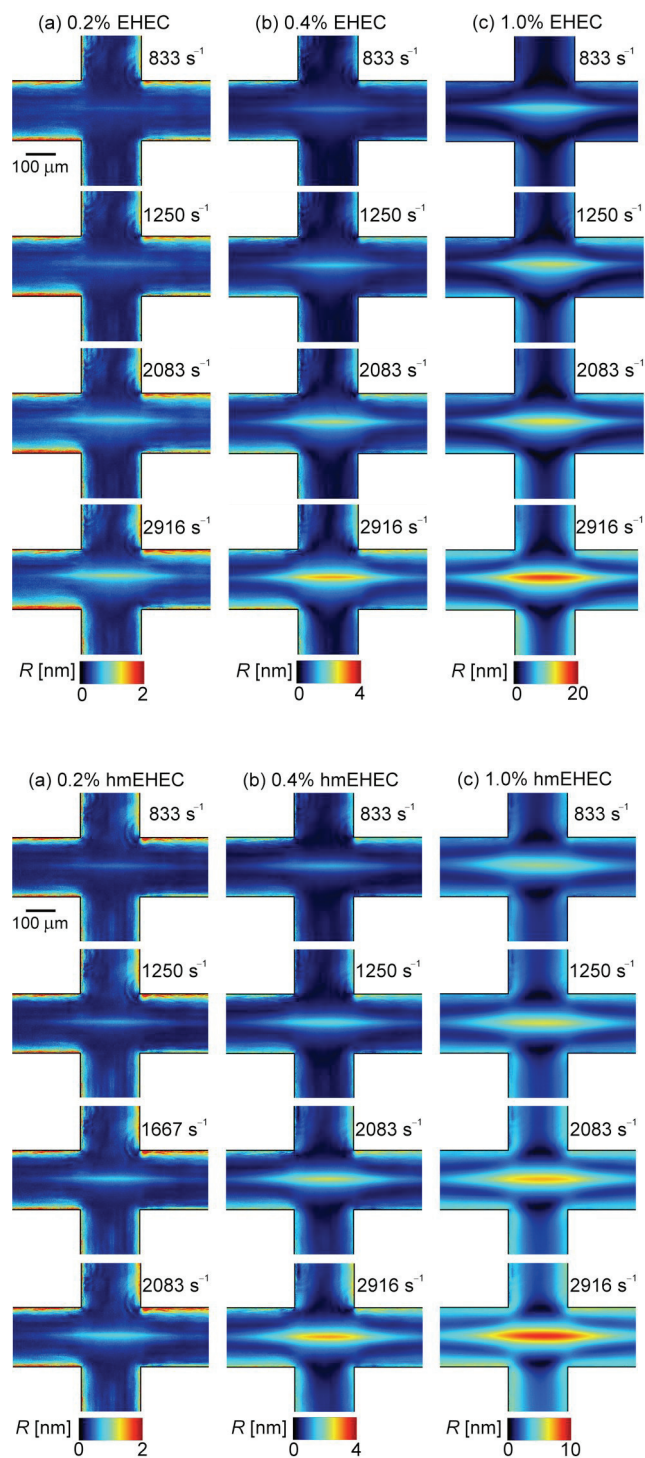 (a) 0.2% EHEC (b) 0.4% EHEC (c) 1.0% EHEC
833 s⁻¹ 833 s⁻¹ 833 s⁻¹
100 μm
1250 s⁻¹ 1250 s⁻¹ 1250 s⁻¹
2083 s⁻¹ 2083 s⁻¹ 2083 s⁻¹
2916 s⁻¹ 2916 s⁻¹ 2916 s⁻¹
R [nm] R [nm] R [nm]
0 2 0 4 0 20
(a) 0.2% hmEHEC (b) 0.4% hmEHEC (c) 1.0% hmEHEC
833 s⁻¹ 833 s⁻¹ 833 s⁻¹
100 μm
1250 s⁻¹ 1250 s⁻¹ 1250 s⁻¹
1667 s⁻¹ 2083 s⁻¹ 2083 s⁻¹
2083 s⁻¹ 2916 s⁻¹ 2916 s⁻¹
R [nm] R [nm] R [nm]
0 2 0 4 0 10